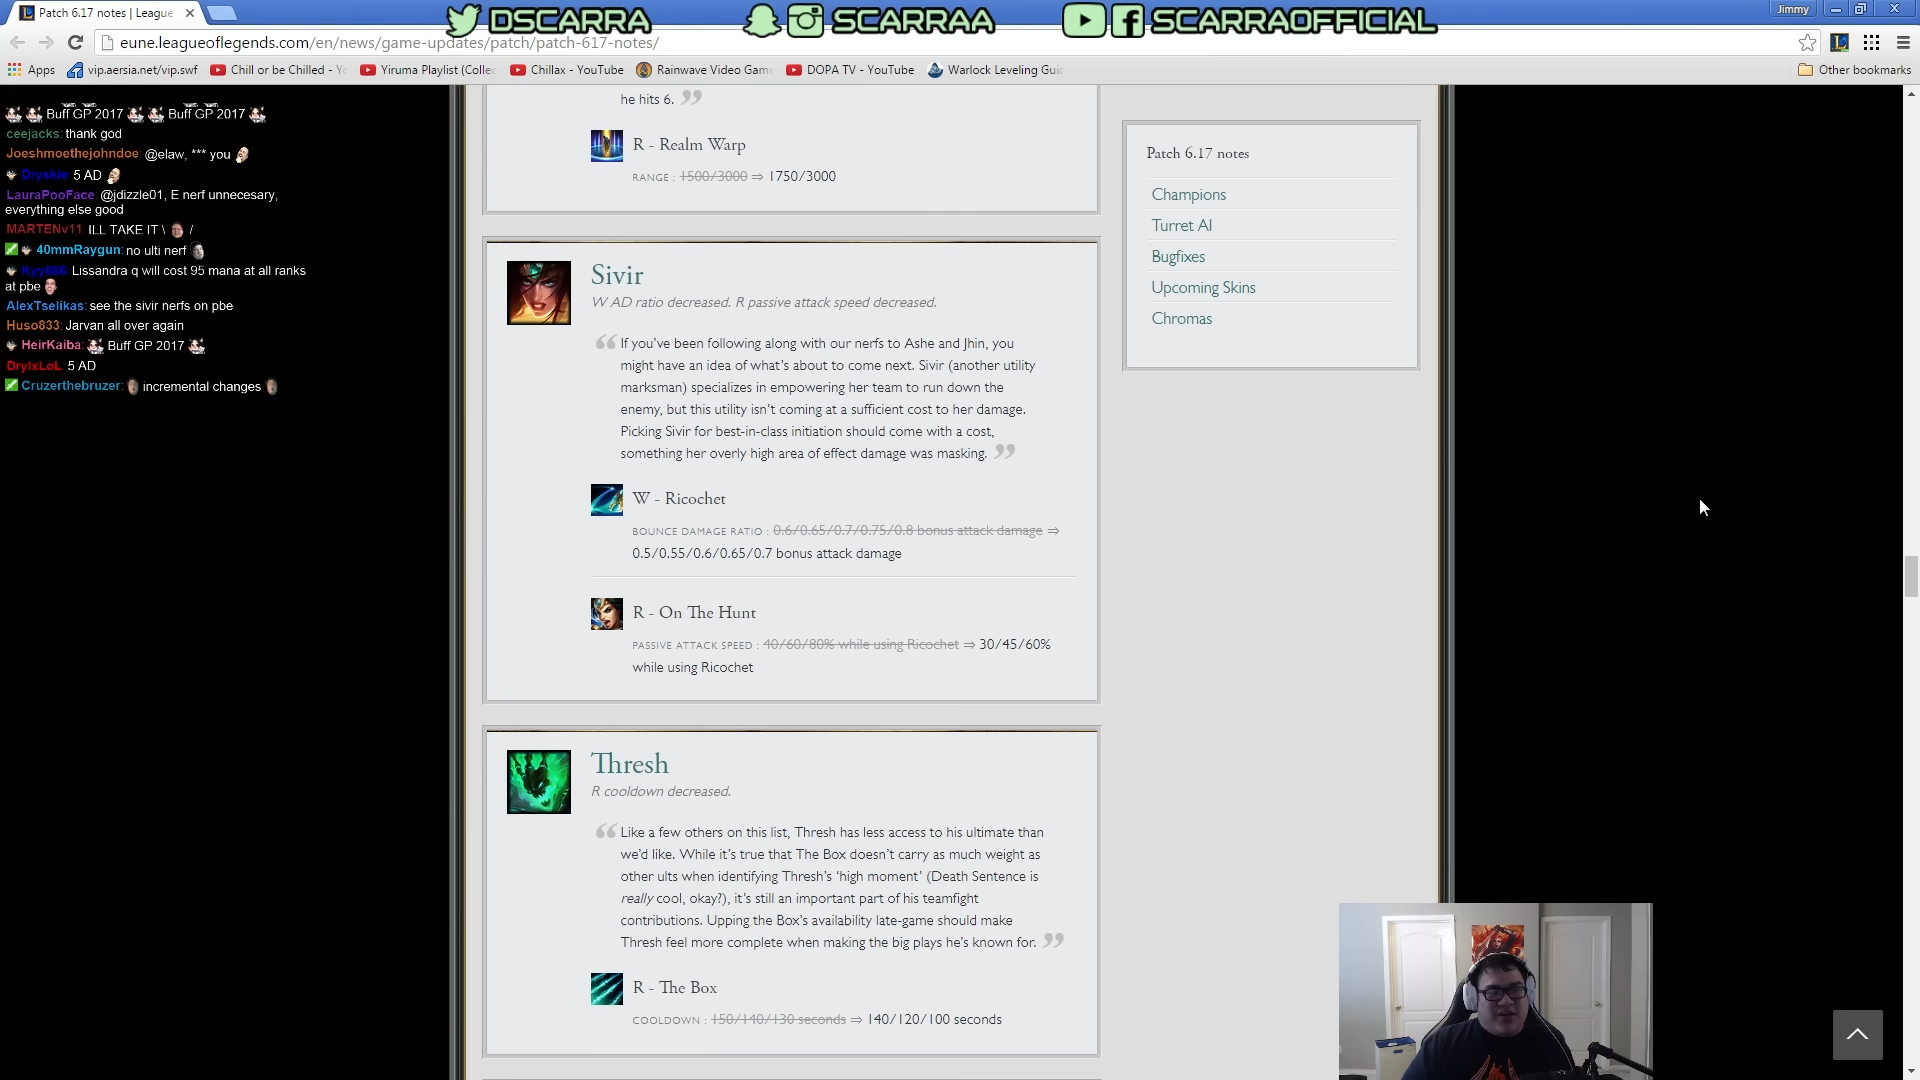 Patch 6.17 notes | League
Jimmy
DSCARRA
SCARRAA
SCARRAOFFICIAL
eune.leagueoflegends.com/en/news/game-updates/patch/patch-617-notes/
Apps
vip.aersia.net/vip.swf
Chill or be Chilled - Yo
Yiruma Playlist (Collec
Chillax - YouTube
Rainwave Video Game
DOPA TV - YouTube
Warlock Leveling Guid
Other bookmarks
Buff GP 2017 Buff GP 2017
ceejacks: thank god
Joeshmoethejohndoe: @elaw, *** you
Dryskie: 5 AD
LauraPooFace: @jdizzle01, E nerf unnecesary,
everything else good
MARTENv11: ILL TAKE IT \ /
40mmRaygun: no ulti nerf
Lissandra q will cost 95 mana at all ranks
at pbe
AlexTselikas: see the sivir nerfs on pbe
Huso833: Jarvan all over again
HeirKaiba: Buff GP 2017
DrylxLoL: 5 AD
Cruzerthebruzer: incremental changes
he hits 6. ”
R - Realm Warp
RANGE : 1500/3000 ⇒ 1750/3000
Sivir
W AD ratio decreased. R passive attack speed decreased.
“ If you’ve been following along with our nerfs to Ashe and Jhin, you
might have an idea of what’s about to come next. Sivir (another utility
marksman) specializes in empowering her team to run down the
enemy, but this utility isn’t coming at a sufficient cost to her damage.
Picking Sivir for best-in-class initiation should come with a cost,
something her overly high area of effect damage was masking. ”
W - Ricochet
BOUNCE DAMAGE RATIO : 0.6/0.65/0.7/0.75/0.8 bonus attack damage ⇒
0.5/0.55/0.6/0.65/0.7 bonus attack damage
R - On The Hunt
PASSIVE ATTACK SPEED : 40/60/80% while using Ricochet ⇒ 30/45/60%
while using Ricochet
Thresh
R cooldown decreased.
“ Like a few others on this list, Thresh has less access to his ultimate than
we’d like. While it’s true that The Box doesn’t carry as much weight as
other ults when identifying Thresh’s ‘high moment’ (Death Sentence is
really cool, okay?), it’s still an important part of his teamfight
contributions. Upping the Box’s availability late-game should make
Thresh feel more complete when making the big plays he’s known for. ”
R - The Box
COOLDOWN : 150/140/130 seconds ⇒ 140/120/100 seconds
Patch 6.17 notes
Champions
Turret AI
Bugfixes
Upcoming Skins
Chromas